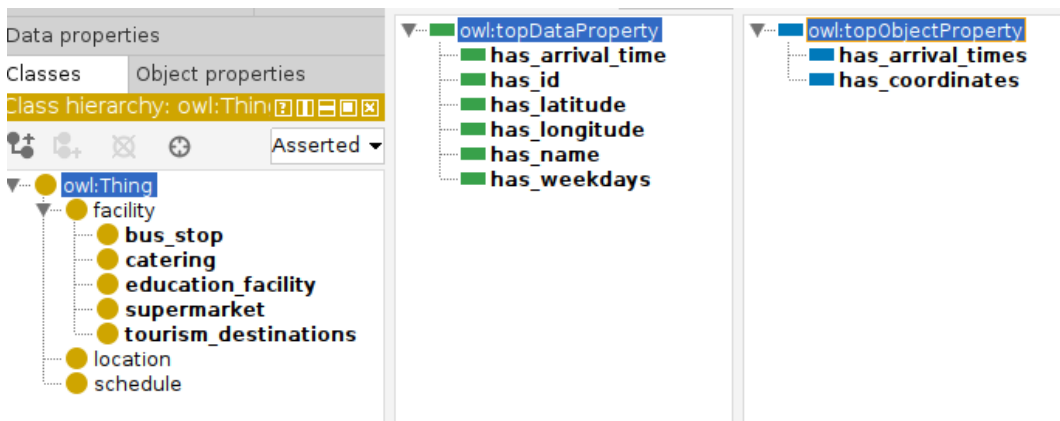 Data properties
Classes
Object properties
Class hierarchy: owl:Thin
Asserted
owl:Thing
facility
bus_stop
catering
education_facility
supermarket
tourism_destinations
location
schedule
owl:topDataProperty
has_arrival_time
has_id
has_latitude
has_longitude
has_name
has_weekdays
owl:topObjectProperty
has_arrival_times
has_coordinates